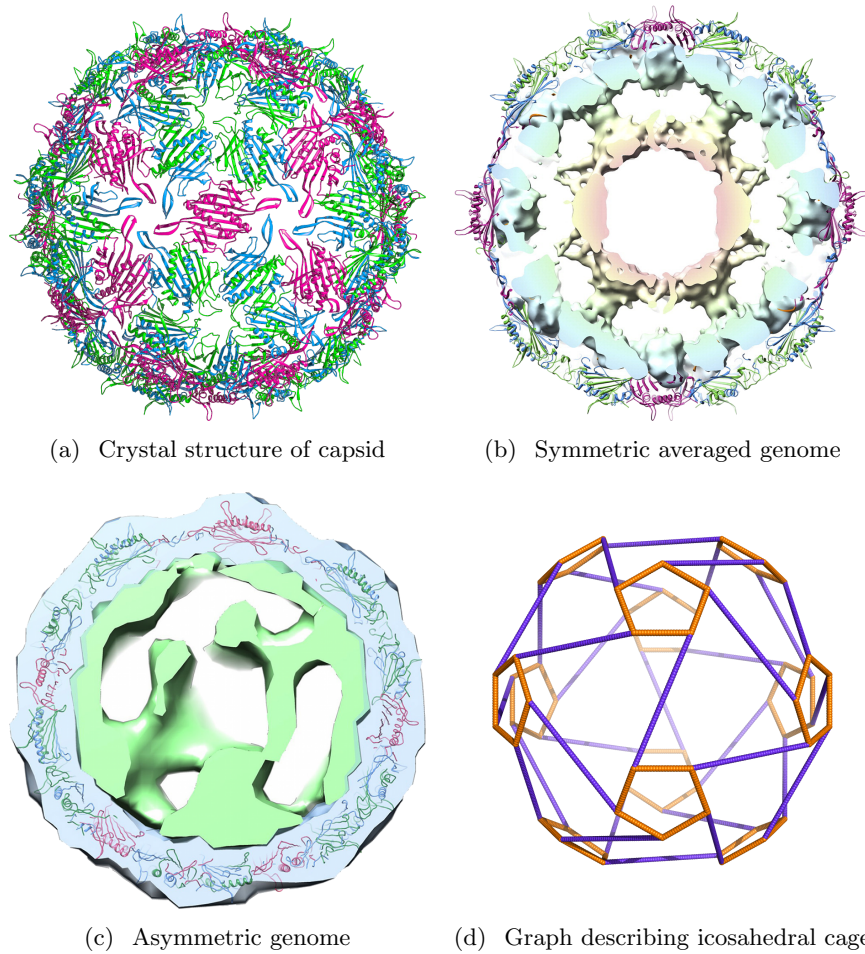 (a) Crystal structure of capsid
(b) Symmetric averaged genome
(c) Asymmetric genome
(d) Graph describing icosahedral cage